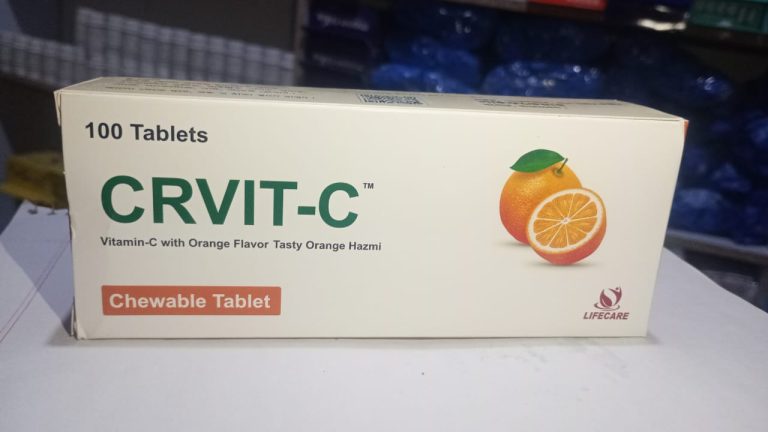 100 Tablets
CRVIT-C™
Vitamin-C with Orange Flavor Tasty Orange Hazmi
Chewable Tablet
LIFECARE